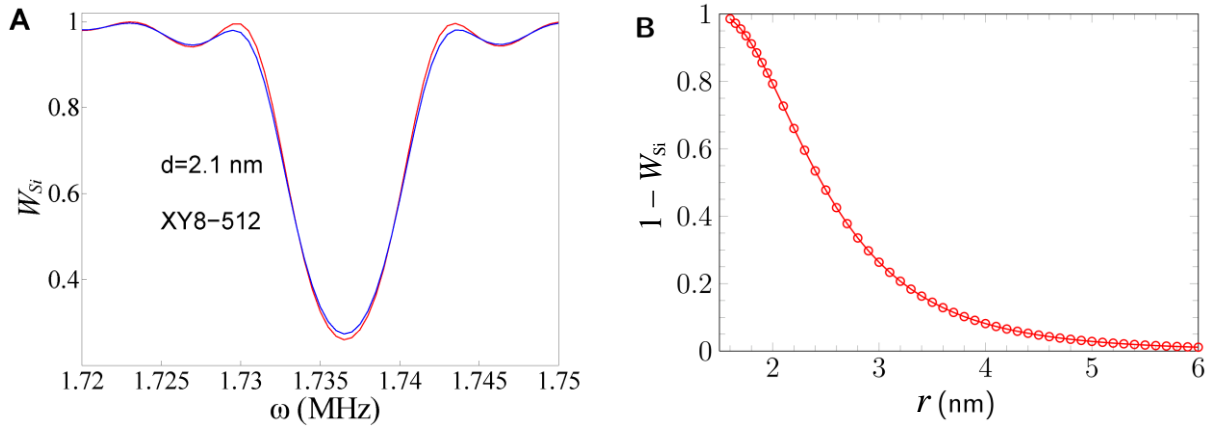 A
1
0.8
0.6
0.4
W_Si
d=2.1 nm
XY8−512
1.72 1.725 1.73 1.735 1.74 1.745 1.75
ω (MHz)
B
1
0.8
0.6
0.4
0.2
0
1 − W_Si
2 3 4 5 6
r (nm)